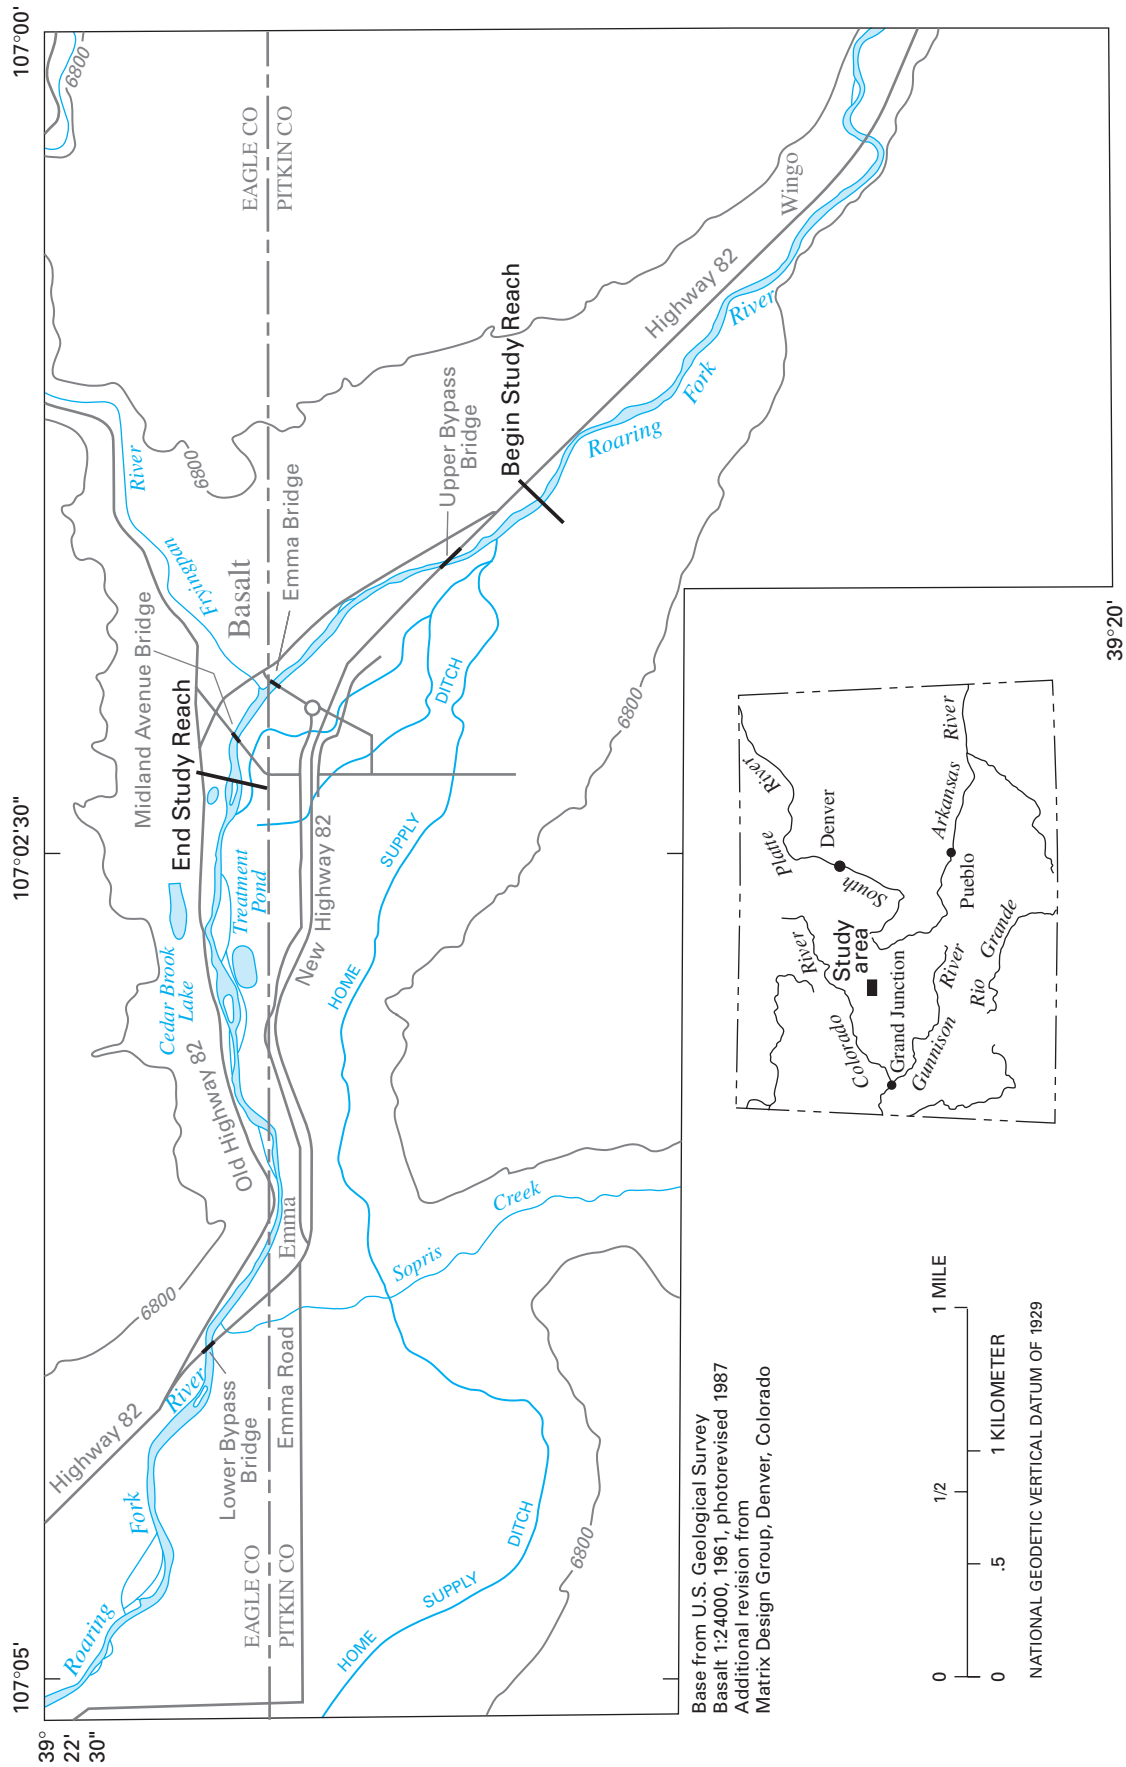 107°05'
107°02'30"
107°00'
39°
22'
30"
39°20'
Roaring
Fork
River
Highway 82
6800
Lower Bypass
Bridge
EAGLE CO
PITKIN CO
Emma Road
Emma
Old Highway 82
Cedar Brook
Lake
Treatment
Pond
New Highway 82
End Study Reach
Midland Avenue Bridge
Basalt
Fryingpan
River
6800
Emma Bridge
Upper Bypass
Bridge
Begin Study Reach
EAGLE CO
PITKIN CO
6800
Highway 82
Wingo
Roaring
Fork
River
HOME
SUPPLY
DITCH
Sopris
Creek
HOME
SUPPLY
DITCH
6800
6800
Base from U.S. Geological Survey
Basalt 1:24000, 1961, photorevised 1987
Additional revision from
Matrix Design Group, Denver, Colorado
0
1/2
1 MILE
0
.5
1 KILOMETER
NATIONAL GEODETIC VERTICAL DATUM OF 1929
Colorado
River
Study
area
Grand Junction
Gunnison
River
Rio
Grande
South
Platte
River
Denver
Pueblo
Arkansas
River